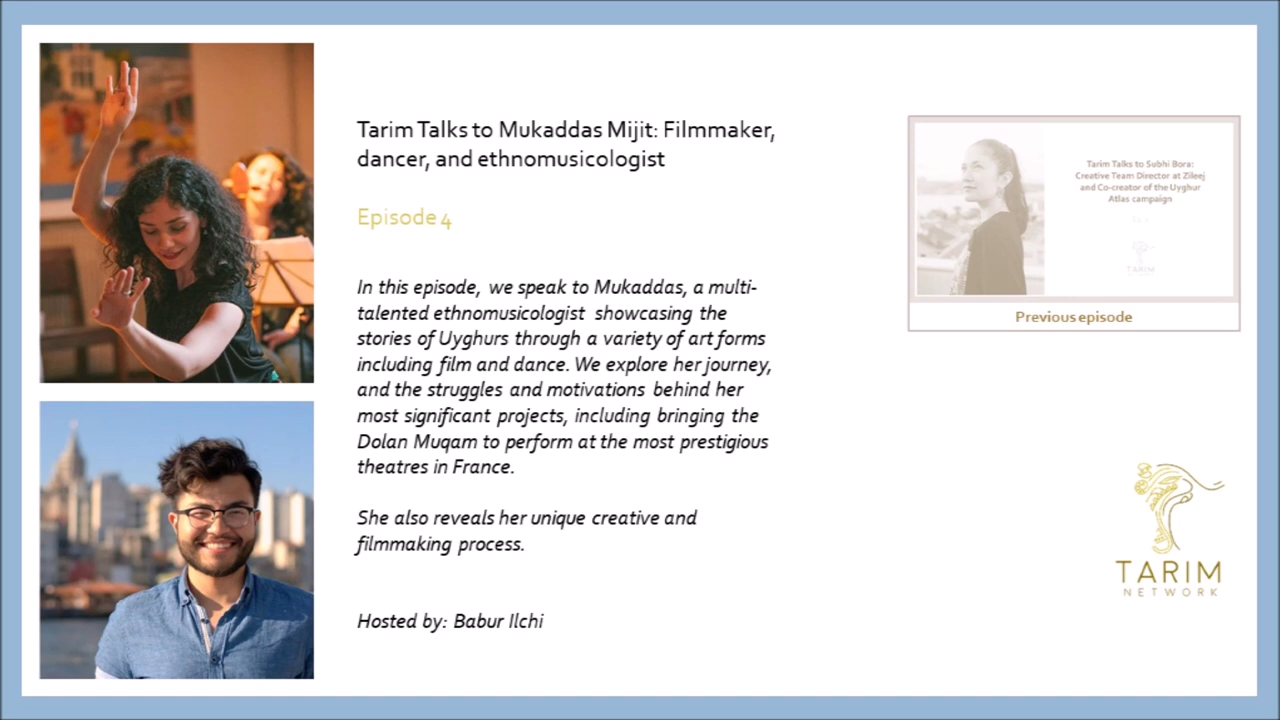 Tarim Talks to Mukaddas Mijit: Filmmaker,
dancer, and ethnomusicologist
Episode 4
In this episode, we speak to Mukaddas, a multi-
talented ethnomusicologist showcasing the
stories of Uyghurs through a variety of art forms
including film and dance. We explore her journey,
and the struggles and motivations behind her
most significant projects, including bringing the
Dolan Muqam to perform at the most prestigious
theatres in France.
She also reveals her unique creative and
filmmaking process.
Hosted by: Babur Ilchi
Tarim Talks to Subhi Bora:
Creative Team Director at Zileej
and Co-creator of the Uyghur
Atlas campaign
TARIM
Previous episode
TARIM
NETWORK